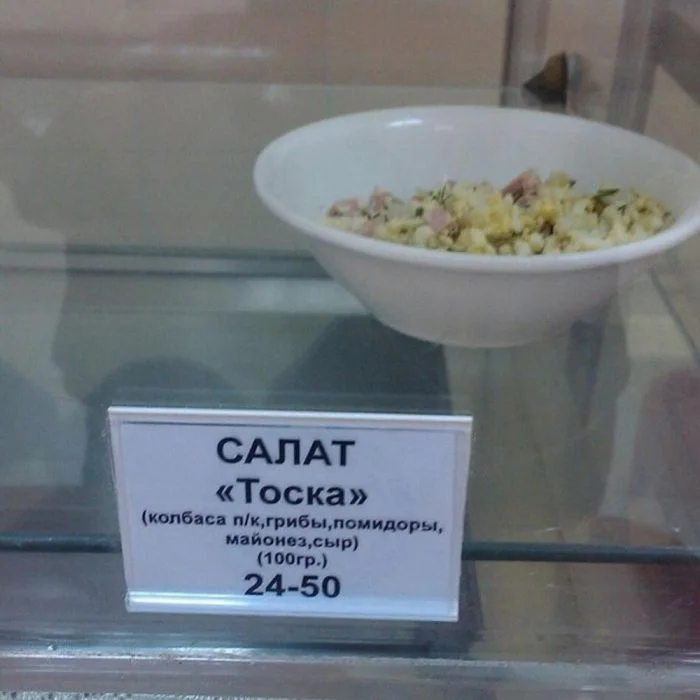 САЛАТ
«Тоска»
(колбаса п/к,грибы,помидоры,
майонез,сыр)
(100гр.)
24-50